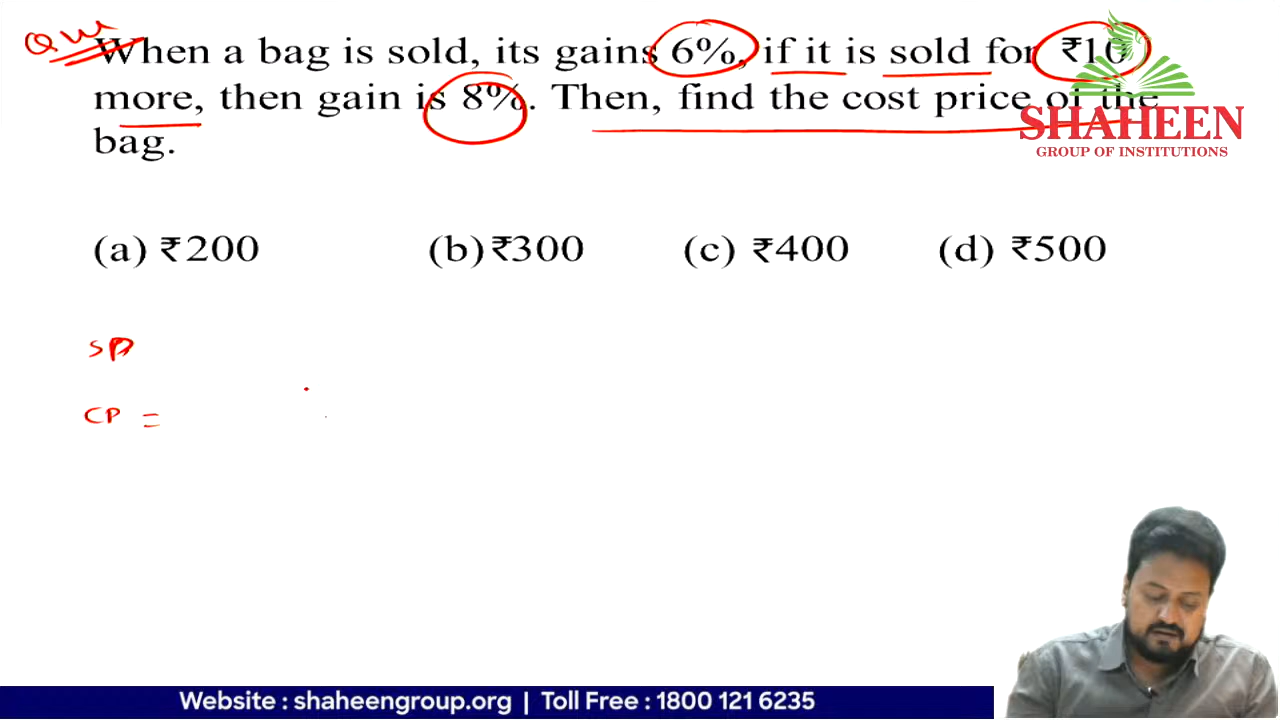 QW
When a bag is sold, its gains 6%, if it is sold for ₹10
more, then gain is 8%. Then, find the cost price of the
bag.
SHAHEEN
GROUP OF INSTITUTIONS
(a) ₹200 (b) ₹300 (c) ₹400 (d) ₹500
SP
CP =
Website : shaheengroup.org | Toll Free : 1800 121 6235